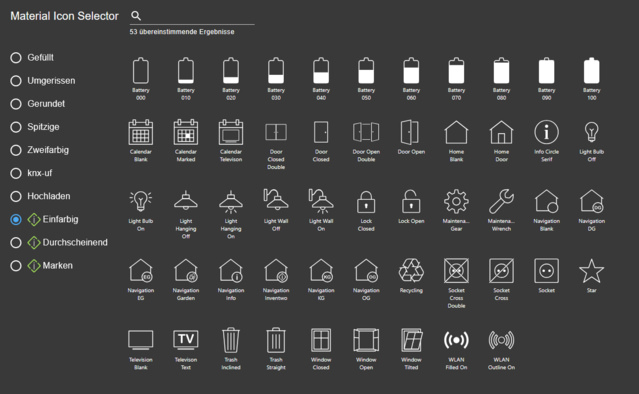 Material Icon Selector
53 übereinstimmende Ergebnisse
Gefüllt
Umgerissen
Gerundet
Spitzige
Zweifarbig
knx-uf
Hochladen
Einfarbig
Durchscheinend
Marken
Battery 000
Battery 010
Battery 020
Battery 030
Battery 040
Battery 050
Battery 060
Battery 070
Battery 080
Battery 090
Battery 100
Calendar Blank
Calendar Marked
Calendar Televison
Door Closed Double
Door Closed
Door Open Double
Door Open
Home Blank
Home Door
Info Circle Serif
Light Bulb Off
Light Bulb On
Light Hanging Off
Light Hanging On
Light Wall Off
Light Wall On
Lock Closed
Lock Open
Maintena... Gear
Maintena... Wrench
Navigation Blank
DG
Navigation DG
EG
Navigation EG
Navigation Garden
Navigation Info
Navigation Inventwo
KG
Navigation KG
OG
Navigation OG
Recycling
Socket Cross Double
Socket Cross
Socket
Star
Television Blank
TV
Televison Text
Trash Inclined
Trash Straight
Window Closed
Window Open
Window Tilted
WLAN Filled On
WLAN Outline On